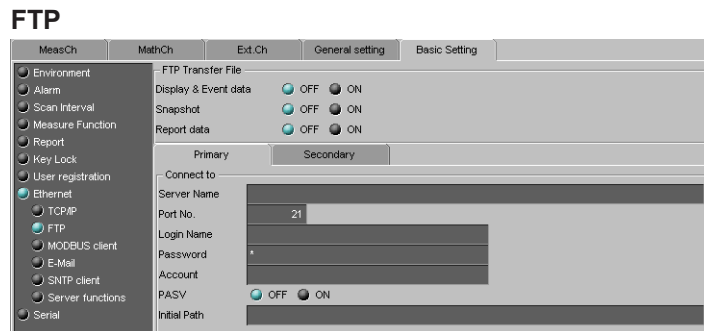 FTP
MeasCh MathCh Ext.Ch General setting Basic Setting
Environment
Alarm
Scan Interval
Measure Function
Report
Key Lock
User registration
Ethernet
TCP/IP
FTP
MODBUS client
E-Mail
SNTP client
Server functions
Serial
FTP Transfer File
Display & Event data OFF ON
Snapshot OFF ON
Report data OFF ON
Primary Secondary
Connect to
Server Name
Port No. 21
Login Name
Password *
Account
PASV OFF ON
Initial Path